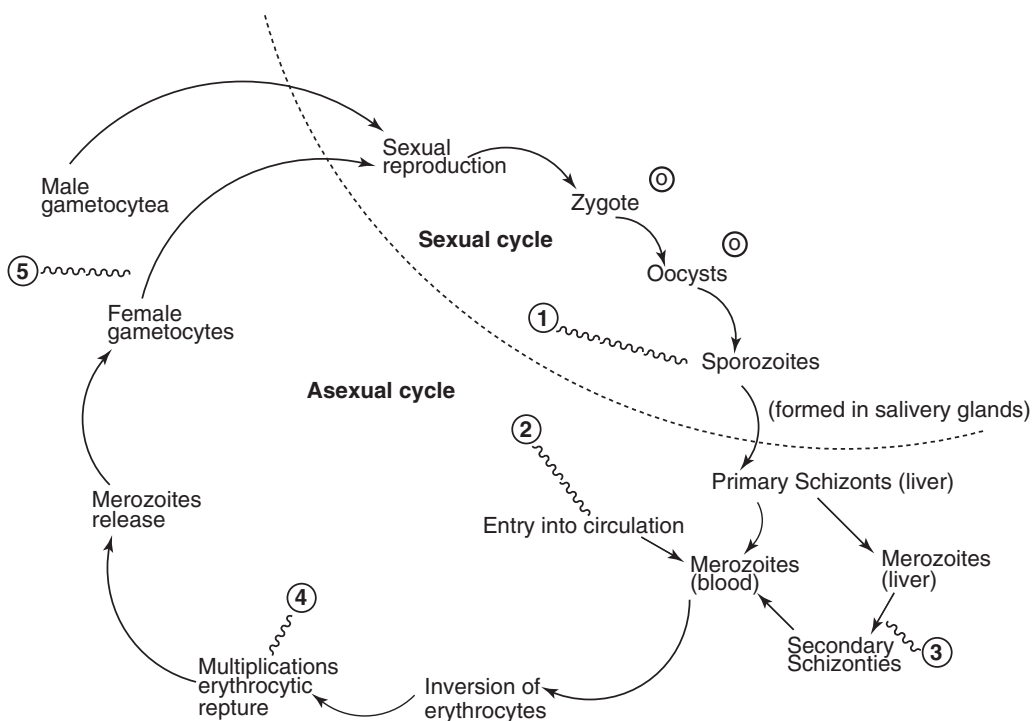 Sexual
reproduction
Male
gametocytea
Zygote
O
Sexual cycle
O
Oocysts
5
Female
gametocytes
1
Sporozoites
Asexual cycle
(formed in salivery glands)
2
Primary Schizonts (liver)
Merozoites
release
Entry into circulation
Merozoites
(blood)
Merozoites
(liver)
4
Secondary
Schizonties
3
Multiplications
erythrocytic
repture
Inversion of
erythrocytes